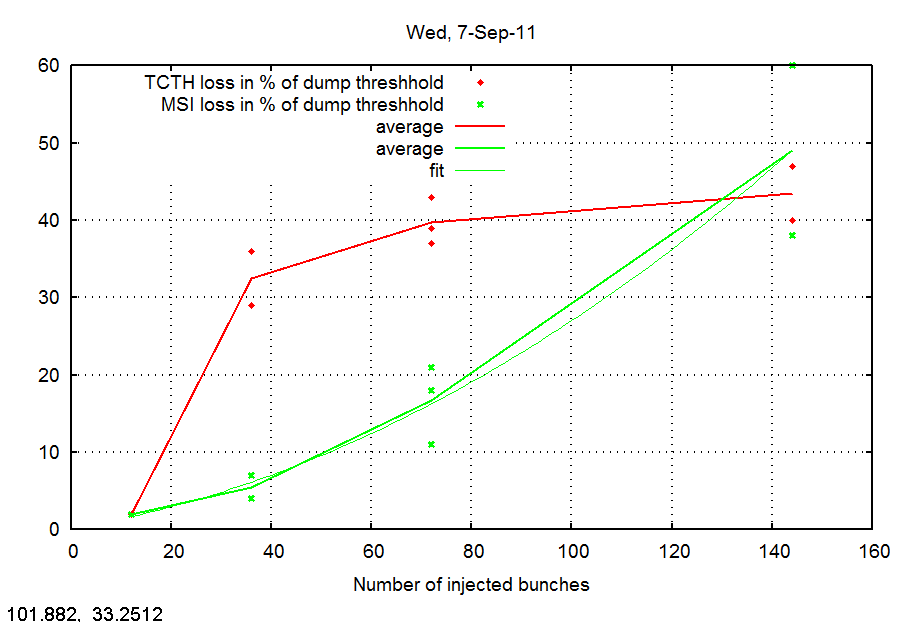 Wed, 7-Sep-11
60
TCTH loss in % of dump threshhold
MSI loss in % of dump threshhold
average
average
fit
50
40
30
20
10
0
0 20 40 60 80 100 120 140 160
Number of injected bunches
101.882, 33.2512